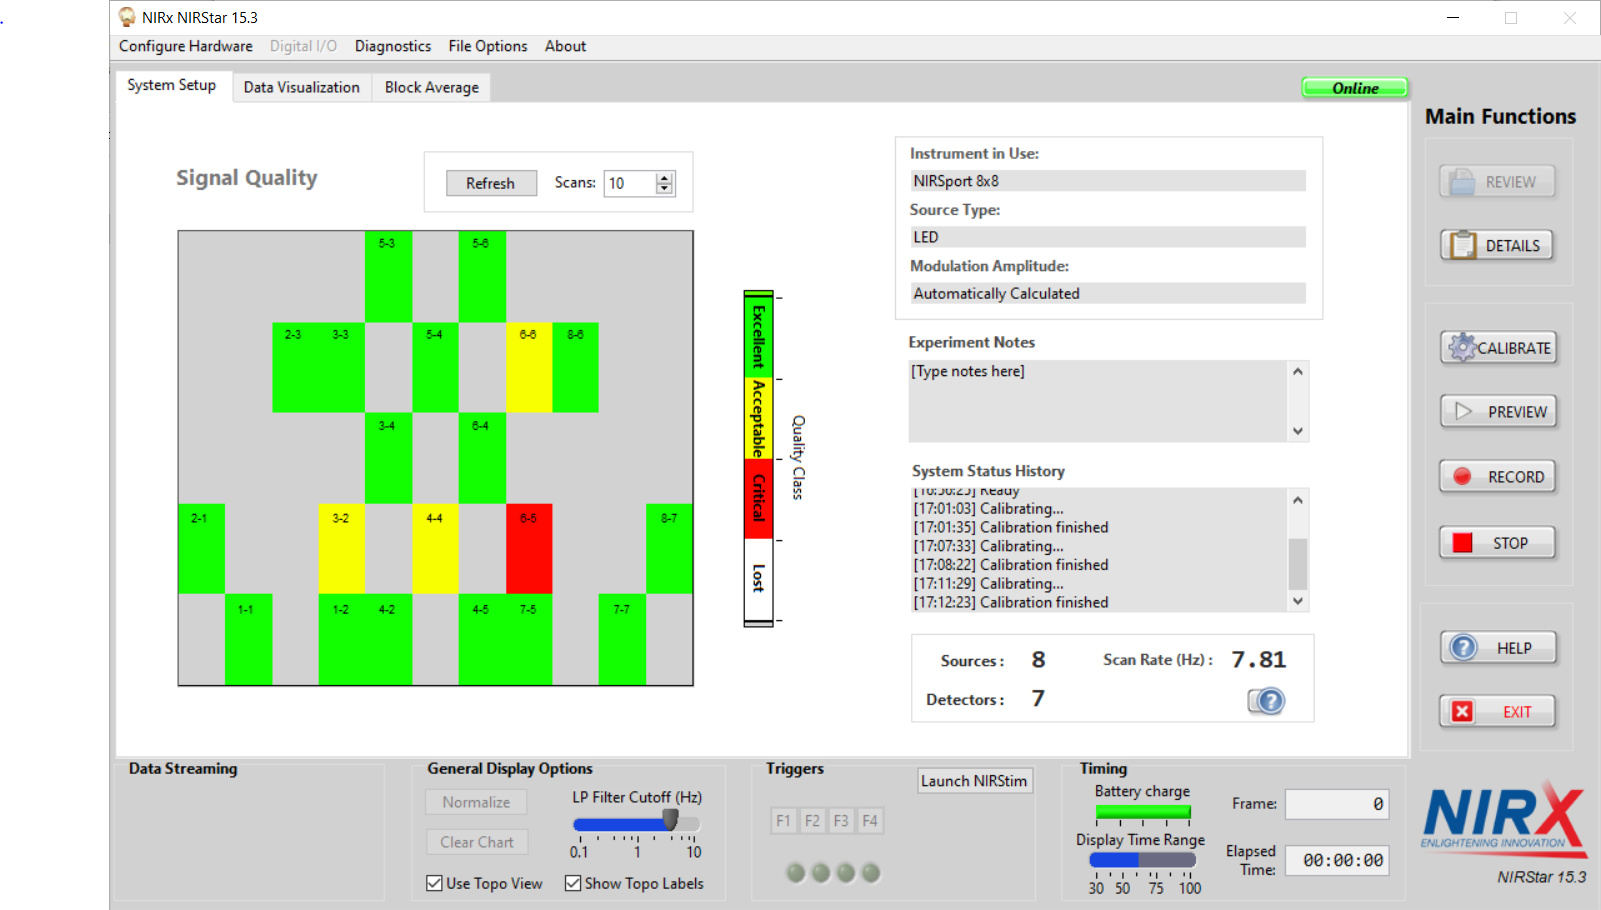 NIRx NIRStar 15.3
Configure Hardware Digital I/O Diagnostics File Options About
System Setup Data Visualization Block Average
Online
Main Functions
Signal Quality
Refresh Scans: 10
5-3 5-6
2-3 3-3 5-4 6-6 8-6
3-4 6-4
2-1 3-2 4-4 6-5 8-7
1-1 1-2 4-2 4-5 7-5 7-7
Excellent
Acceptable
Critical
Lost
Quality Class
Instrument in Use:
NIRSport 8x8
Source Type:
LED
Modulation Amplitude:
Automatically Calculated
Experiment Notes
[Type notes here]
System Status History
[16:56:25] Ready
[17:01:03] Calibrating...
[17:01:35] Calibration finished
[17:07:33] Calibrating...
[17:08:22] Calibration finished
[17:11:29] Calibrating...
[17:12:23] Calibration finished
Sources: 8 Scan Rate (Hz): 7.81
Detectors: 7
REVIEW
DETAILS
CALIBRATE
PREVIEW
RECORD
STOP
HELP
EXIT
Data Streaming
General Display Options
Normalize
Clear Chart
LP Filter Cutoff (Hz)
0.1 1 10
Use Topo View Show Topo Labels
Triggers
Launch NIRStim
F1 F2 F3 F4
Timing
Battery charge
Display Time Range
30 50 75 100
Frame: 0
Elapsed
Time: 00:00:00
NIRX
ENLIGHTENING INNOVATION
NIRStar 15.3